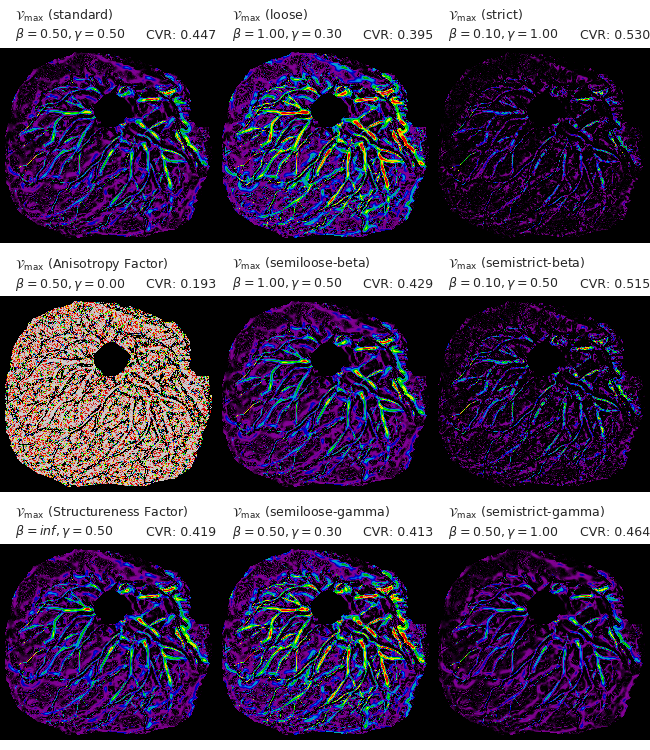 𝒱max (standard) 𝒱max (loose) 𝒱max (strict)
β = 0.50, γ = 0.50 CVR: 0.447 β = 1.00, γ = 0.30 CVR: 0.395 β = 0.10, γ = 1.00 CVR: 0.530
𝒱max (Anisotropy Factor) 𝒱max (semiloose-beta) 𝒱max (semistrict-beta)
β = 0.50, γ = 0.00 CVR: 0.193 β = 1.00, γ = 0.50 CVR: 0.429 β = 0.10, γ = 0.50 CVR: 0.515
𝒱max (Structureness Factor) 𝒱max (semiloose-gamma) 𝒱max (semistrict-gamma)
β = inf, γ = 0.50 CVR: 0.419 β = 0.50, γ = 0.30 CVR: 0.413 β = 0.50, γ = 1.00 CVR: 0.464